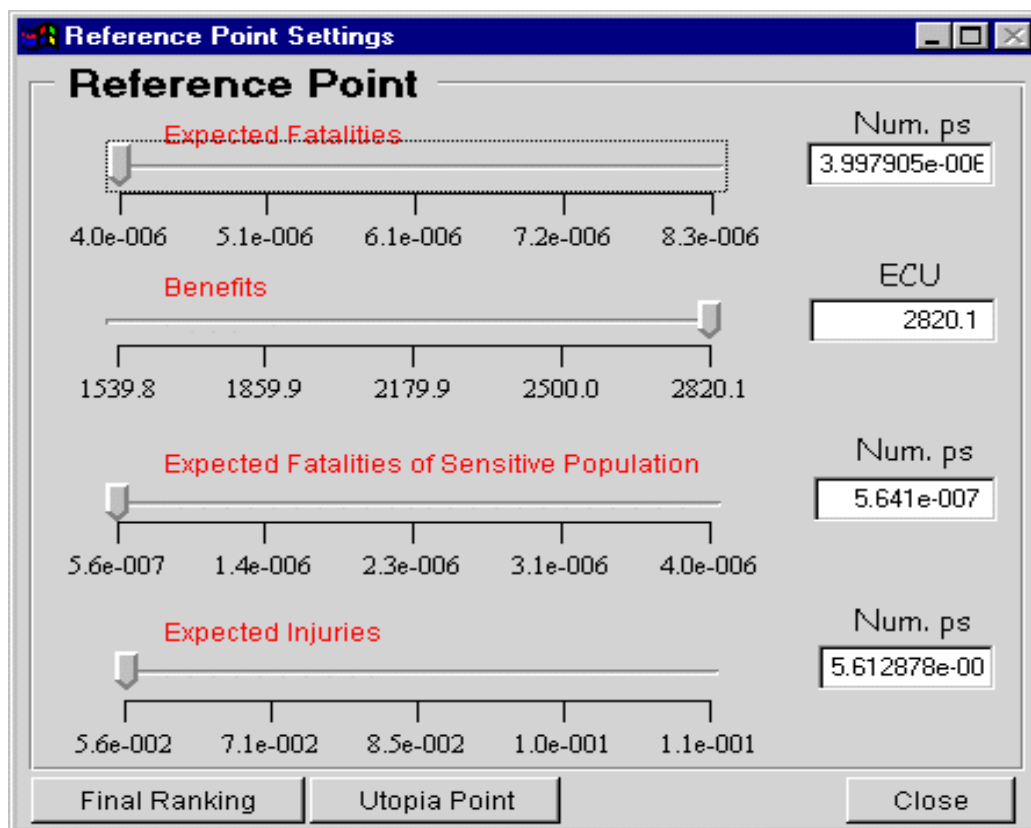 Reference Point Settings
Reference Point
Expected Fatalities
Num. ps
3.997905e-006
4.0e-006 5.1e-006 6.1e-006 7.2e-006 8.3e-006
Benefits
ECU
2820.1
1539.8 1859.9 2179.9 2500.0 2820.1
Expected Fatalities of Sensitive Population
Num. ps
5.641e-007
5.6e-007 1.4e-006 2.3e-006 3.1e-006 4.0e-006
Expected Injuries
Num. ps
5.612878e-00
5.6e-002 7.1e-002 8.5e-002 1.0e-001 1.1e-001
Final Ranking Utopia Point Close